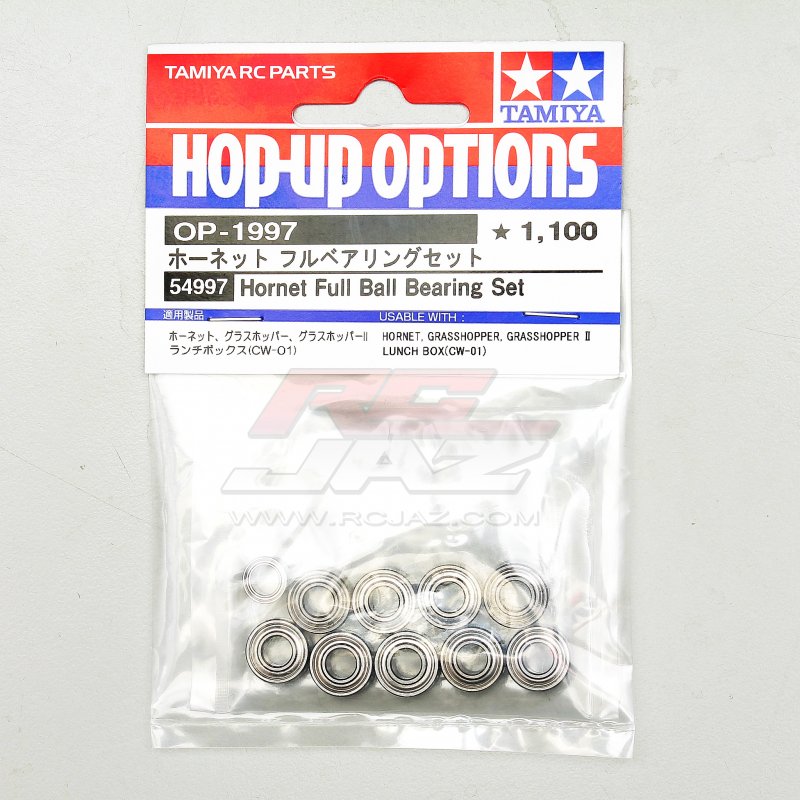 TAMIYA RC PARTS
TAMIYA
HOP-UP OPTIONS
OP-1997
★ 1,100
ホーネット フルベアリングセット
54997 Hornet Full Ball Bearing Set
適用製品
USABLE WITH :
ホーネット、グラスホッパー、グラスホッパーII
ランチボックス(CW-01)
HORNET, GRASSHOPPER, GRASSHOPPER II
LUNCH BOX(CW-01)
RC
JAZ
WWW.RCJAZ.COM